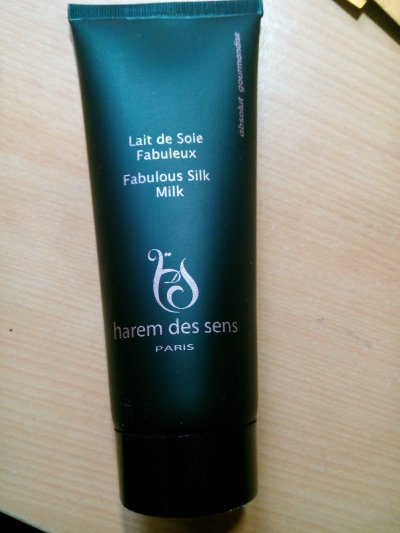 absolut gourmandise
Lait de Soie
Fabuleux
Fabulous Silk
Milk
harem des sens
PARIS